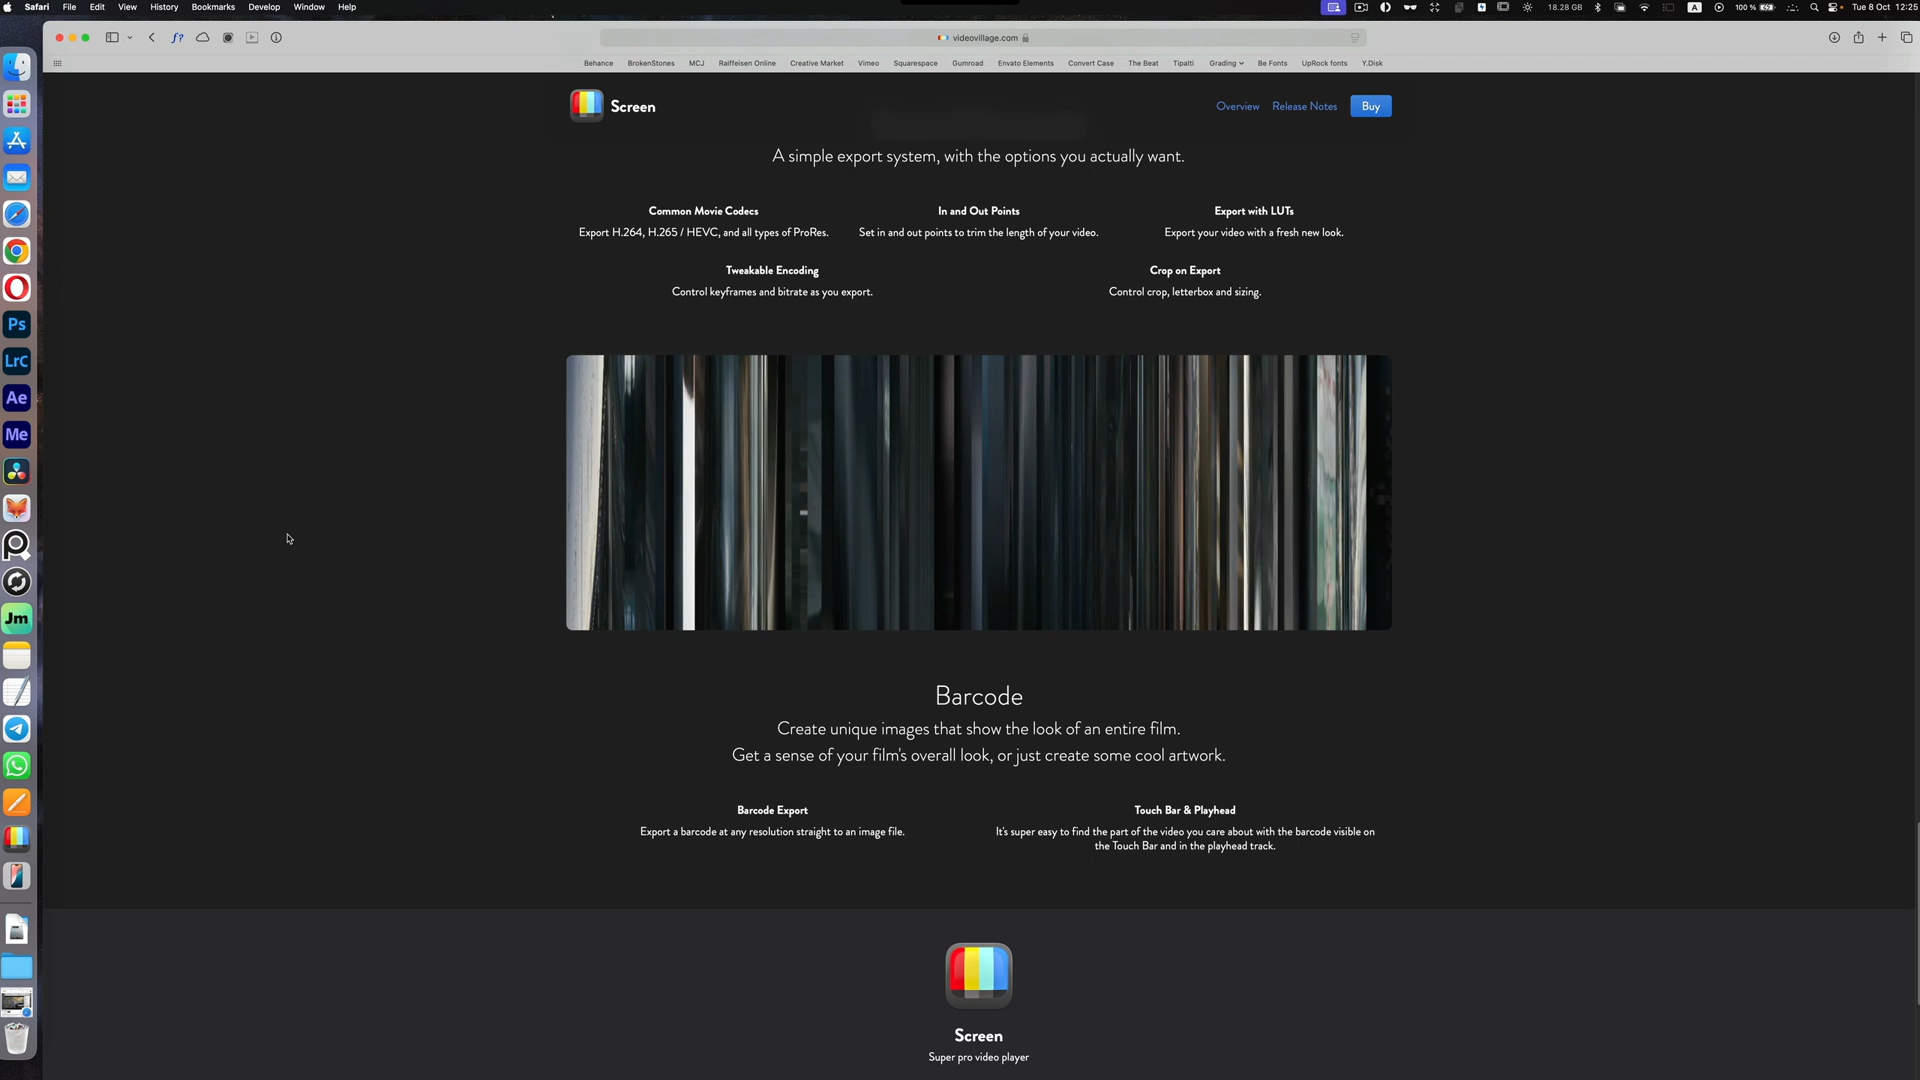 Safari File Edit View History Bookmarks Develop Window Help
18.28 GB A 100 % Tue 8 Oct 12:25
f? videovillage.com
Behance BrokenStones MCJ Raiffeisen Online Creative Market Vimeo Squarespace Gumroad Envato Elements Convert Case The Beat Tipalti Grading Be Fonts UpRock fonts Y.Disk
Screen Overview Release Notes Buy
A simple export system, with the options you actually want.
Common Movie Codecs
Export H.264, H.265 / HEVC, and all types of ProRes.
In and Out Points
Set in and out points to trim the length of your video.
Export with LUTs
Export your video with a fresh new look.
Tweakable Encoding
Control keyframes and bitrate as you export.
Crop on Export
Control crop, letterbox and sizing.
Ps
LrC
Ae
Me
Jm
Barcode
Create unique images that show the look of an entire film.
Get a sense of your film's overall look, or just create some cool artwork.
Barcode Export
Export a barcode at any resolution straight to an image file.
Touch Bar & Playhead
It's super easy to find the part of the video you care about with the barcode visible on
the Touch Bar and in the playhead track.
Screen
Super pro video player